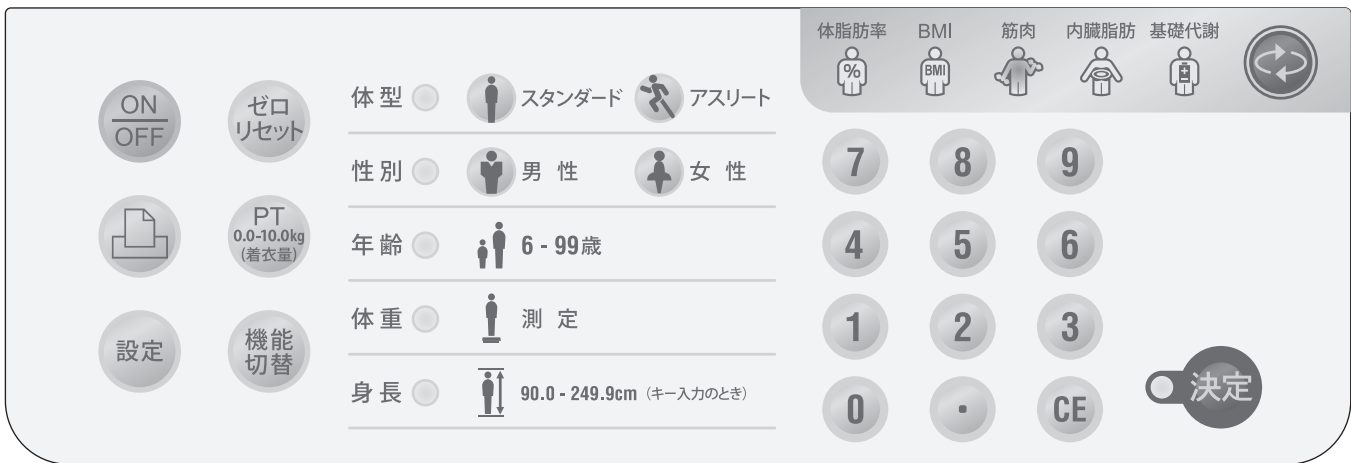 ON
OFF
ゼロ
リセット
PT
0.0-10.0kg
(着衣量)
設定
機能
切替
体型 スタンダード アスリート
性別 男性 女性
年齢 6 - 99歳
体重 測定
身長 90.0 - 249.9cm (キー入力のとき)
体脂肪率 BMI 筋肉 内臓脂肪 基礎代謝
% BMI
7 8 9
4 5 6
1 2 3
0 . CE
決定